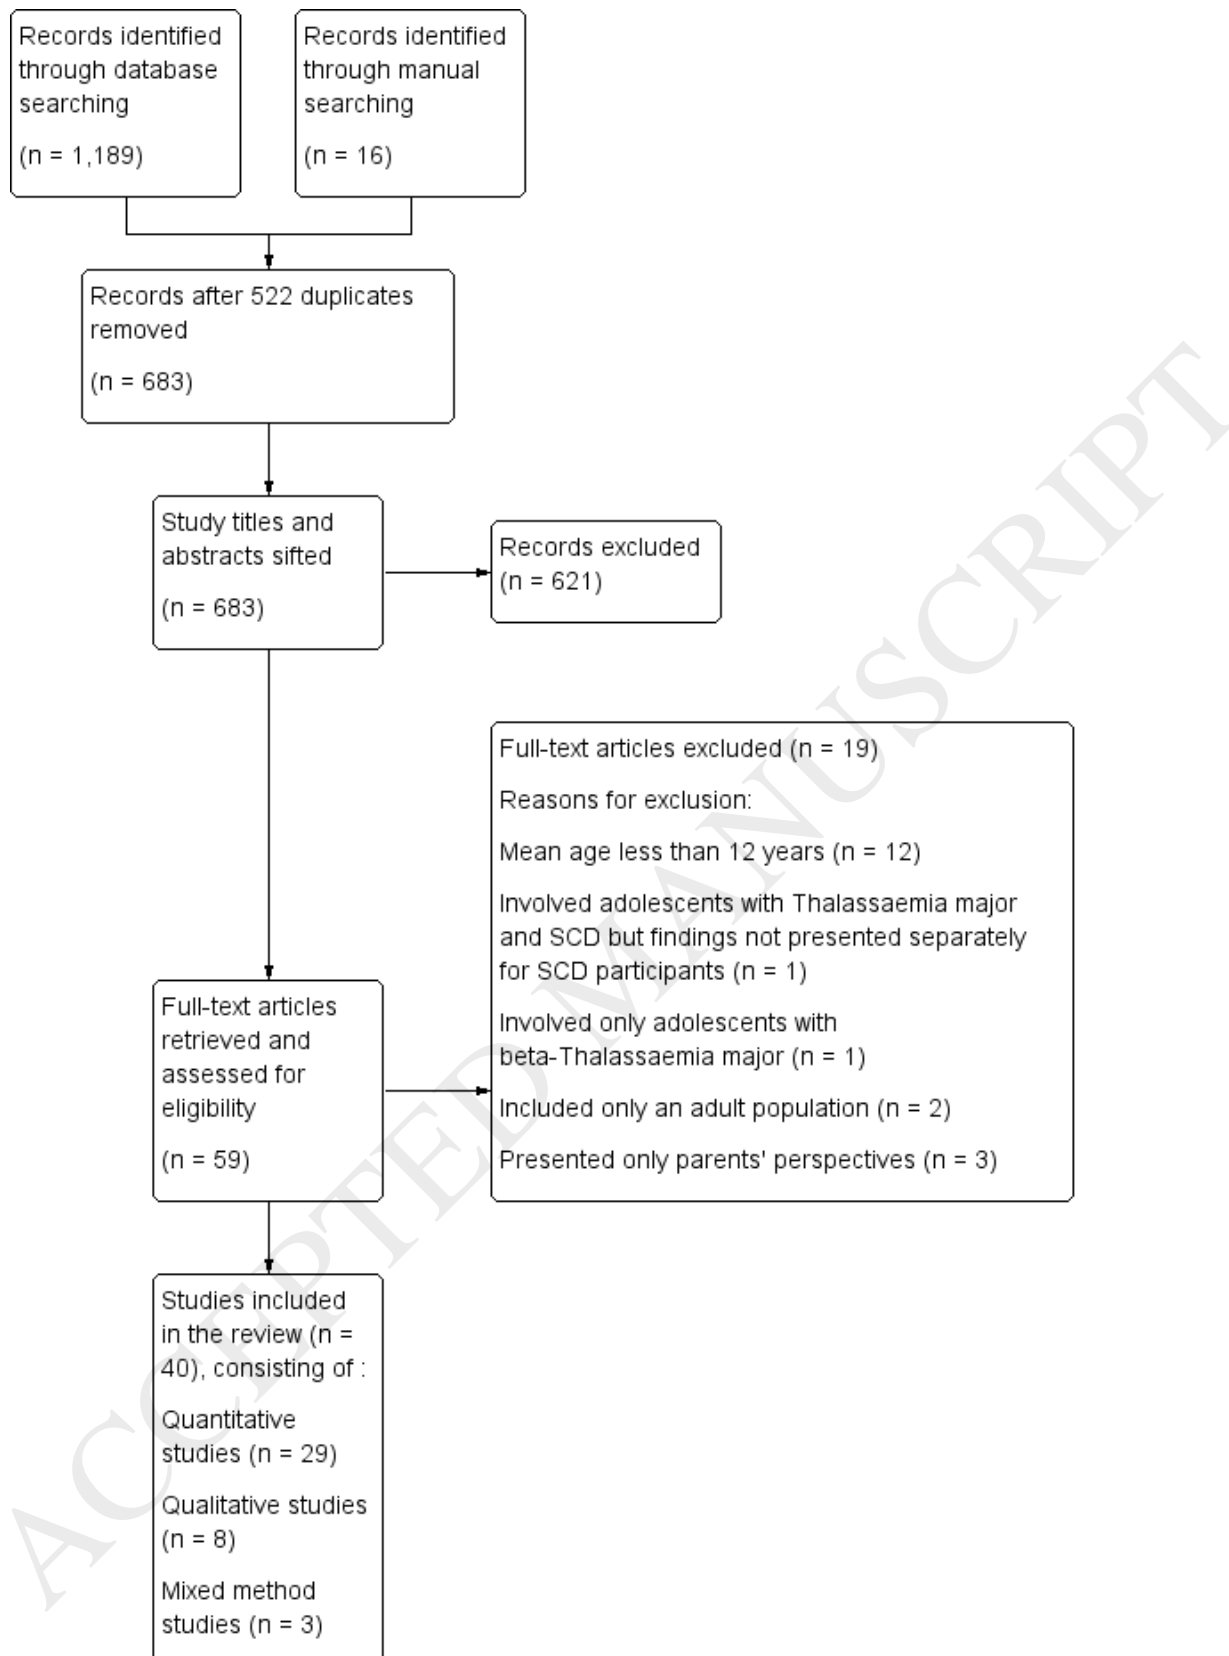 Records identified
through database
searching
(n = 1,189)
Records identified
through manual
searching
(n = 16)
Records after 522 duplicates
removed
(n = 683)
Study titles and
abstracts sifted
(n = 683)
Records excluded
(n = 621)
Full-text articles excluded (n = 19)
Reasons for exclusion:
Mean age less than 12 years (n = 12)
Involved adolescents with Thalassaemia major
and SCD but findings not presented separately
for SCD participants (n = 1)
Involved only adolescents with
beta-Thalassaemia major (n = 1)
Included only an adult population (n = 2)
Presented only parents' perspectives (n = 3)
Full-text articles
retrieved and
assessed for
eligibility
(n = 59)
Studies included
in the review (n =
40), consisting of :
Quantitative
studies (n = 29)
Qualitative studies
(n = 8)
Mixed method
studies (n = 3)
ACCEPTED MANUSCRIPT